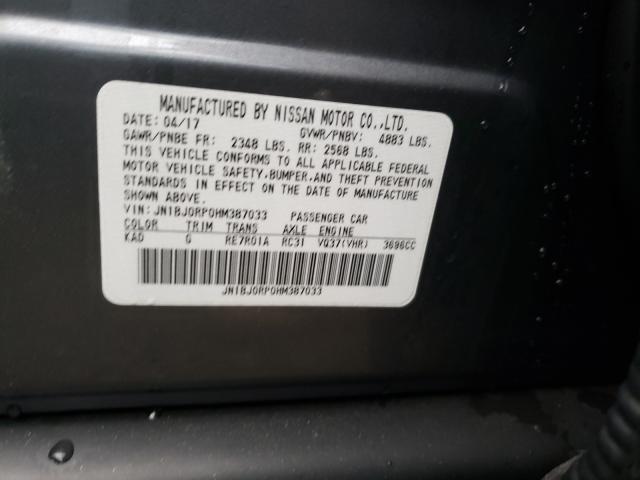 MANUFACTURED BY NISSAN MOTOR CO.,LTD.
DATE: 04/17 GVWR/PNBV: 4883 LBS.
GAWR/PNBE FR: 2348 LBS. RR: 2568 LBS.
THIS VEHICLE CONFORMS TO ALL APPLICABLE FEDERAL
MOTOR VEHICLE SAFETY,BUMPER,AND THEFT PREVENTION
STANDARDS IN EFFECT ON THE DATE OF MANUFACTURE
SHOWN ABOVE.
VIN: JN1BJ0RP0HM387033 PASSENGER CAR
COLOR TRIM TRANS AXLE ENGINE
KAD G RE7R01A RC31 VQ37(VHR) 3696CC
JN1BJ0RP0HM387033